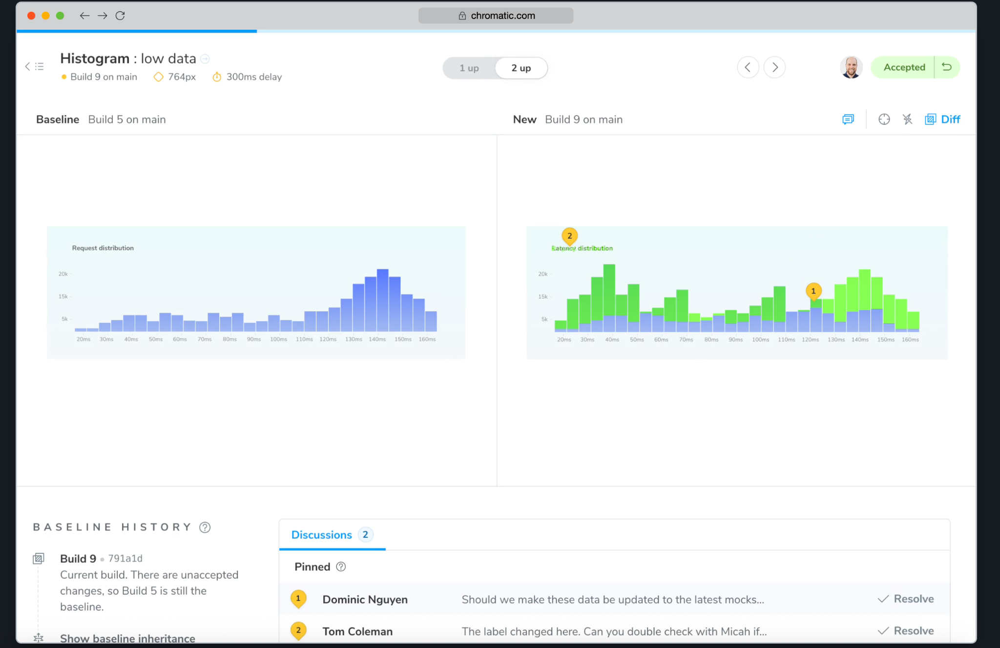 chromatic.com
Histogram : low data
Build 9 on main 764px 300ms delay
1 up 2 up
Accepted
Baseline Build 5 on main
New Build 9 on main
Diff
Request distribution
20k
15k
5k
20ms 30ms 40ms 50ms 60ms 70ms 80ms 90ms 100ms 110ms 120ms 130ms 140ms 150ms 160ms
2
Latency distribution
20k
15k
5k
1
20ms 30ms 40ms 50ms 60ms 70ms 80ms 90ms 100ms 110ms 120ms 130ms 140ms 150ms 160ms
BASELINE HISTORY ?
Build 9 • 791a1d
Current build. There are unaccepted
changes, so Build 5 is still the
baseline.
Show baseline inheritance
Discussions 2
Pinned ?
1 Dominic Nguyen Should we make these data be updated to the latest mocks... Resolve
2 Tom Coleman The label changed here. Can you double check with Micah if... Resolve